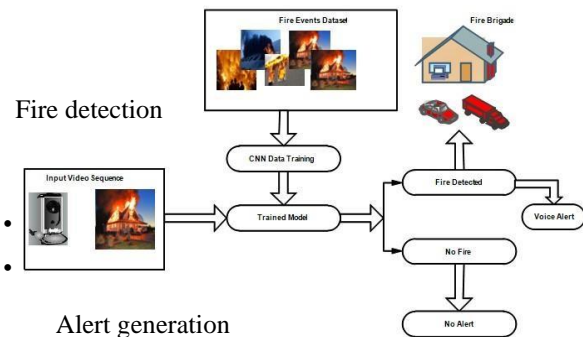 Fire Events Dataset
Fire Brigade
Fire detection
CNN Data Training
Input Video Sequence
Fire Detected
Trained Model
Voice Alert
•
No Fire
•
Alert generation
No Alert